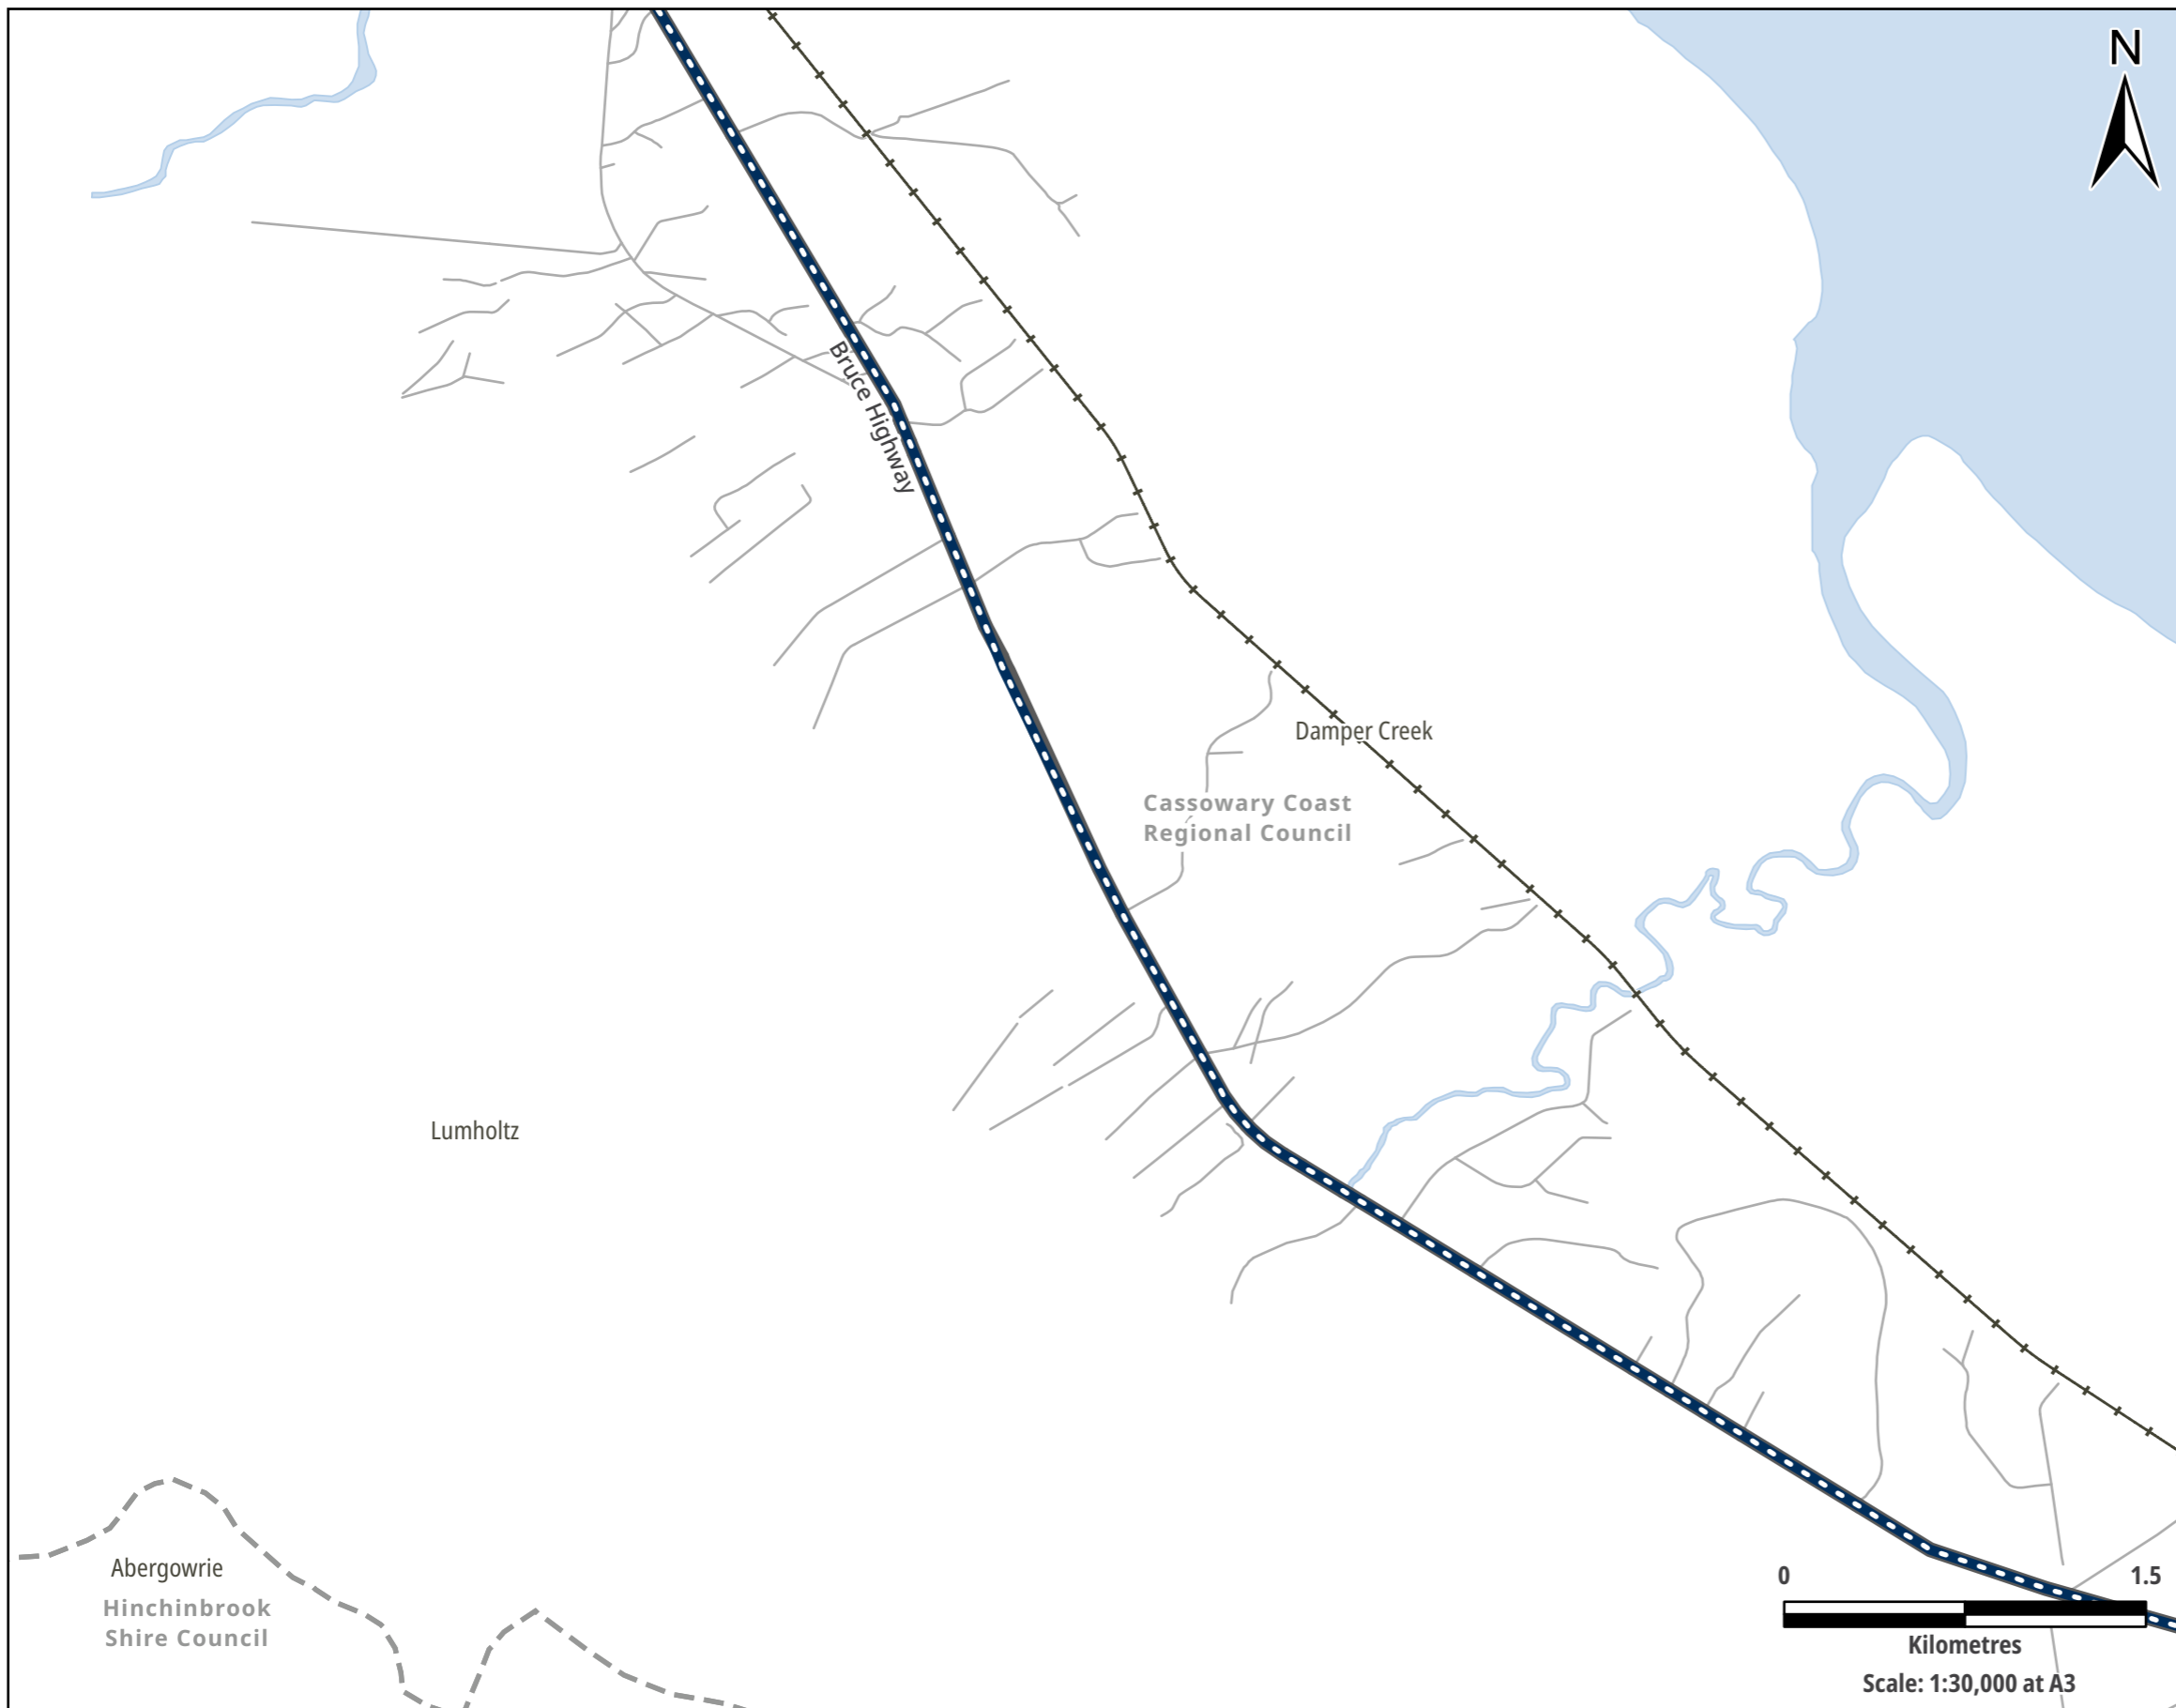 N
Bruce Highway
Damper Creek
Cassowary Coast
Regional Council
Lumholtz
Abergowrie
Hinchinbrook
Shire Council
0 1.5
Kilometres
Scale: 1:30,000 at A3